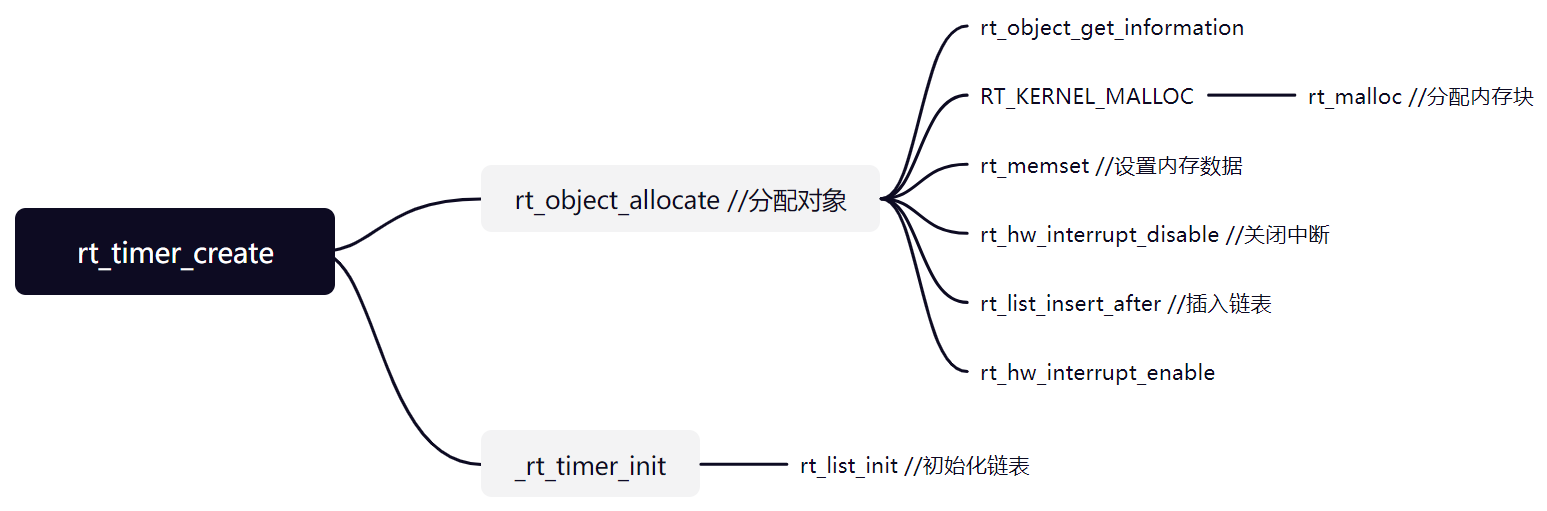 rt_timer_create
rt_object_allocate //分配对象
rt_object_get_information
RT_KERNEL_MALLOC
rt_malloc //分配内存块
rt_memset //设置内存数据
rt_hw_interrupt_disable //关闭中断
rt_list_insert_after //插入链表
rt_hw_interrupt_enable
_rt_timer_init
rt_list_init //初始化链表